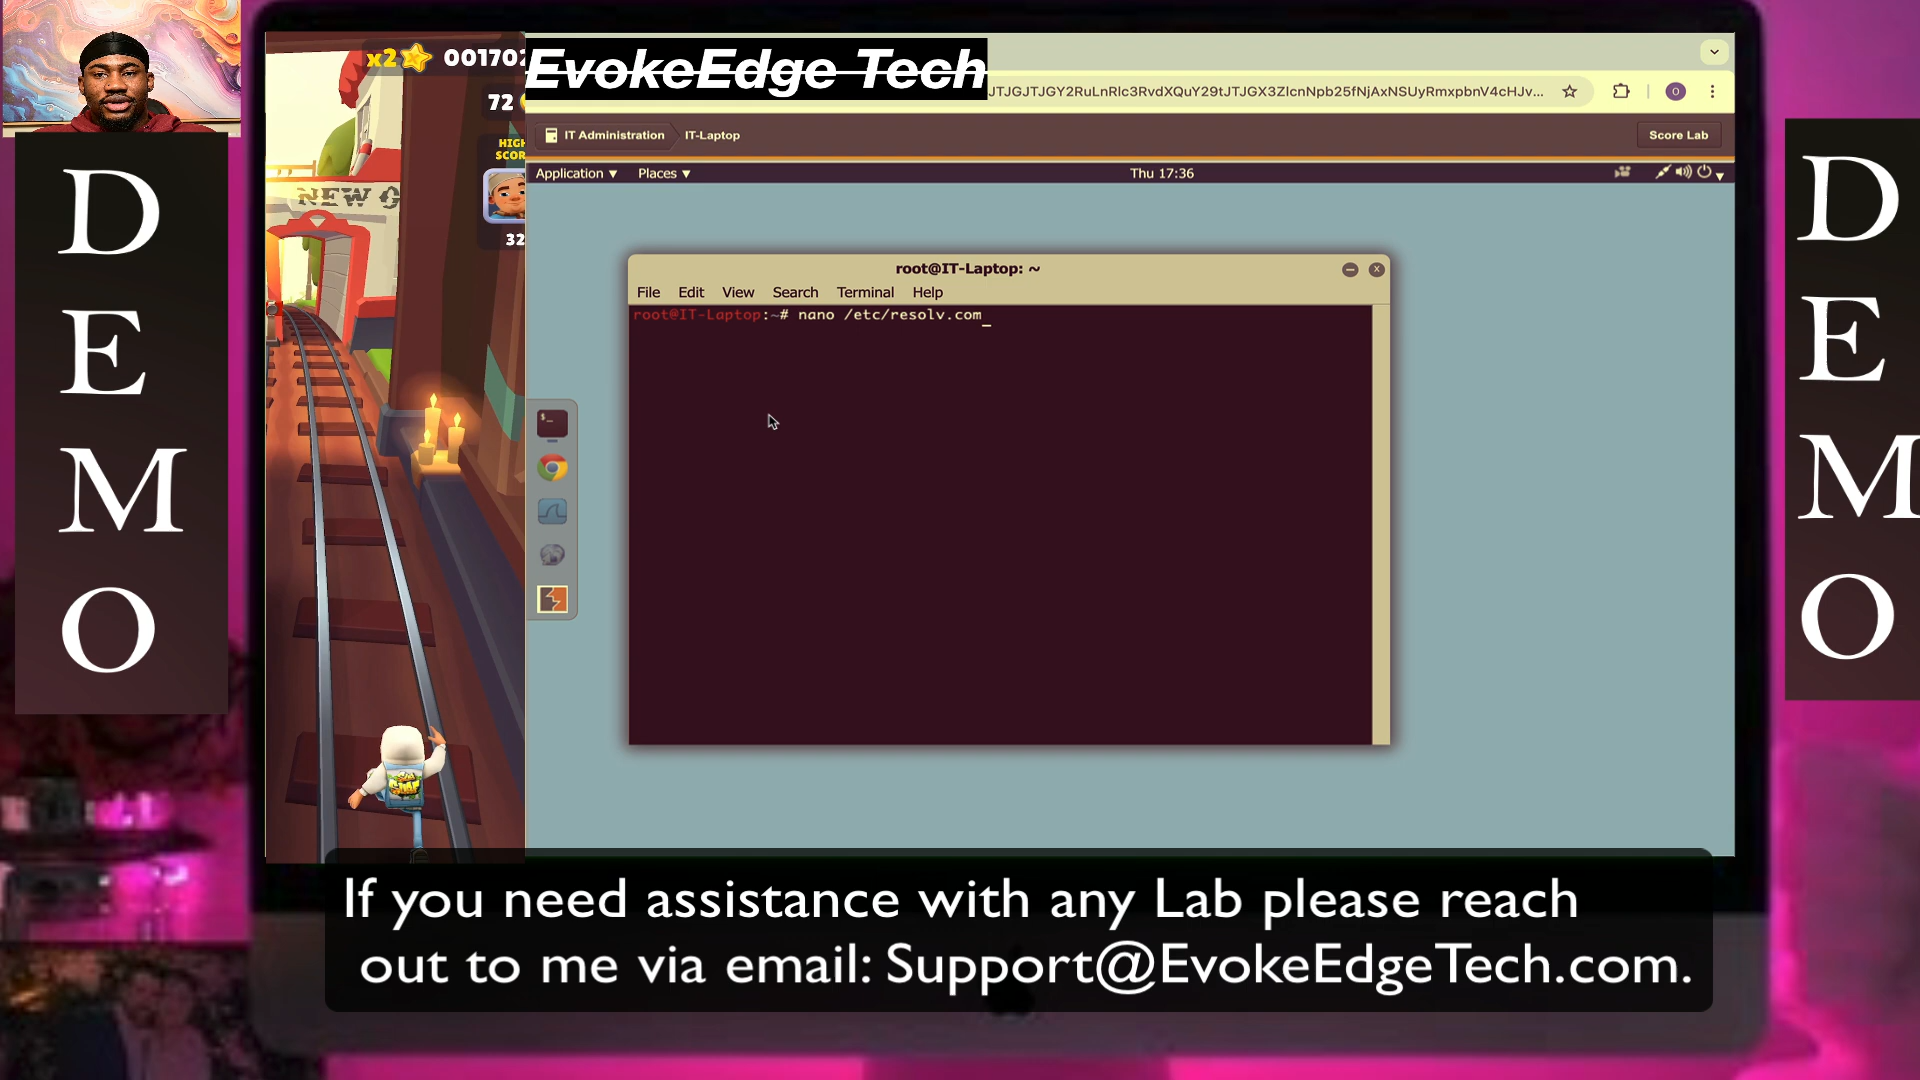 x2 001702
72
HIGH
SCOR
32
NEW O
EvokeEdge Tech
JTJGJTJGY2RuLnRlc3RvdXQuY29tJTJGX3ZlcnNpb25fNjAxNSUyRmxpbnV4cHJv...
IT Administration IT-Laptop Score Lab
Application ▾ Places ▾ Thu 17:36
root@IT-Laptop: ~
File Edit View Search Terminal Help
root@IT-Laptop:~# nano /etc/resolv.com_
D
E
M
O
D
E
M
O
If you need assistance with any Lab please reach
out to me via email: Support@EvokeEdgeTech.com.